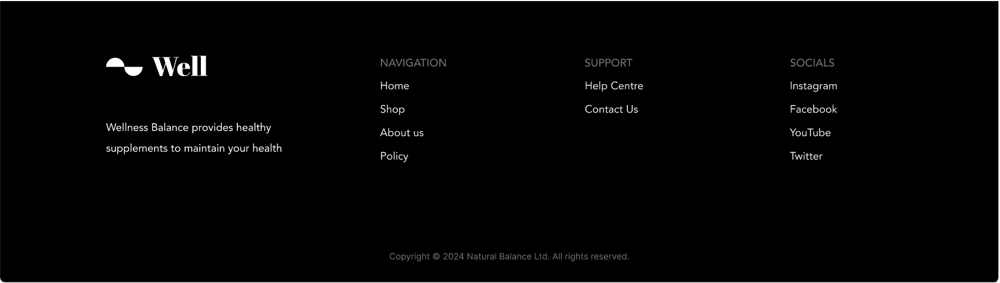 Well
Wellness Balance provides healthy
supplements to maintain your health
NAVIGATION
Home
Shop
About us
Policy
SUPPORT
Help Centre
Contact Us
SOCIALS
Instagram
Facebook
YouTube
Twitter
Copyright © 2024 Natural Balance Ltd. All rights reserved.